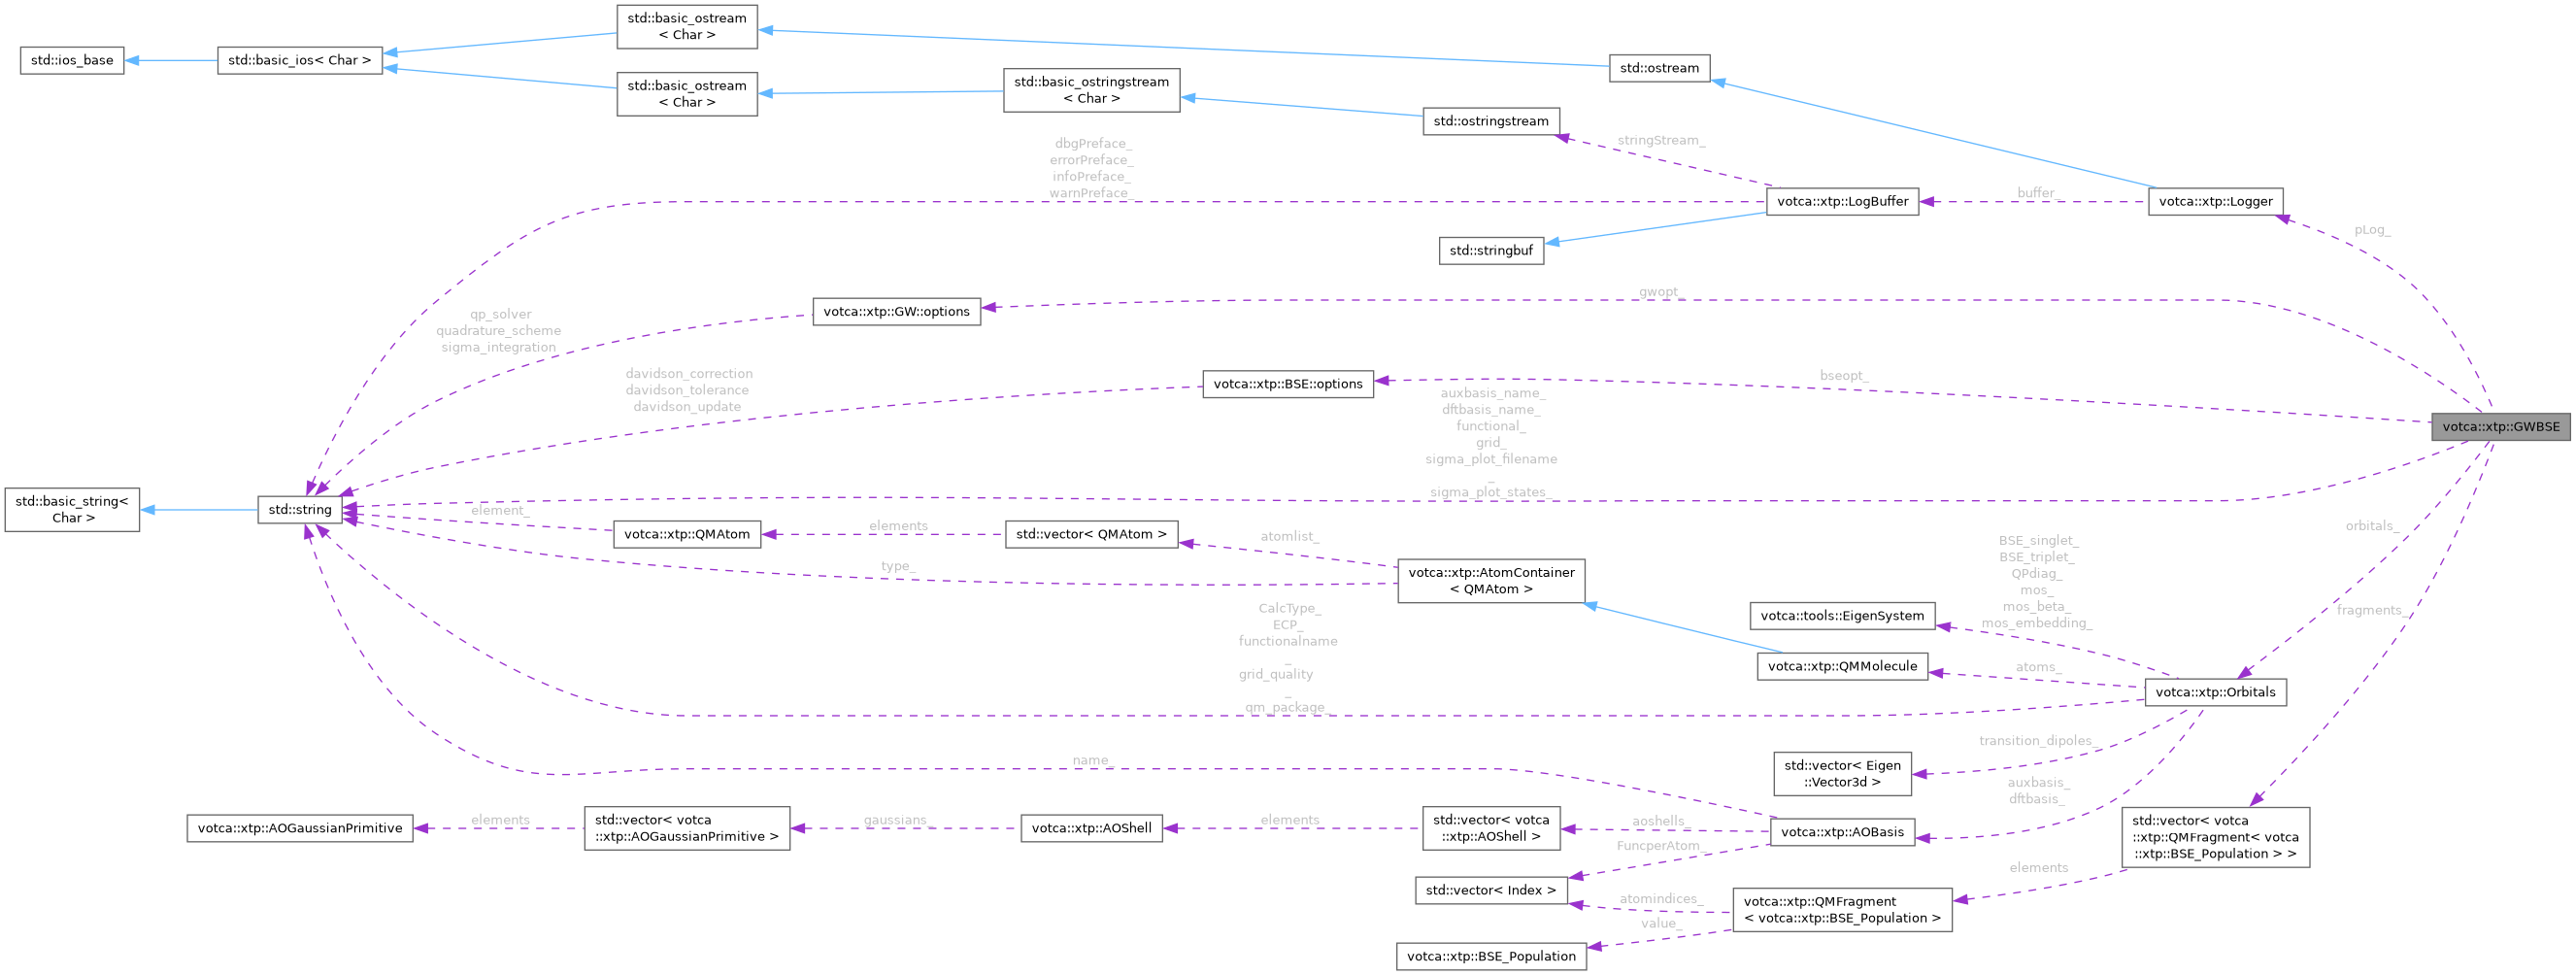 std::basic_ostream
< Char >
std::ios_base
std::basic_ios< Char >
std::ostream
std::basic_ostream
< Char >
std::basic_ostringstream
< Char >
std::ostringstream
stringStream_
dbgPreface_
errorPreface_
infoPreface_
warnPreface_
votca::xtp::LogBuffer
buffer_
votca::xtp::Logger
pLog_
std::stringbuf
gwopt_
votca::xtp::GW::options
qp_solver
quadrature_scheme
sigma_integration
bseopt_
votca::xtp::BSE::options
davidson_correction
davidson_tolerance
davidson_update
auxbasis_name_
dftbasis_name_
functional_
grid_
sigma_plot_filename
_
sigma_plot_states_
votca::xtp::GWBSE
std::basic_string<
Char >
std::string
element_
votca::xtp::QMAtom
elements
std::vector< QMAtom >
atomlist_
type_
votca::xtp::AtomContainer
< QMAtom >
orbitals_
BSE_singlet_
BSE_triplet_
QPdiag_
mos_
mos_beta_
mos_embedding_
fragments_
votca::tools::EigenSystem
CalcType_
ECP_
functionalname
_
grid_quality
_
qm_package_
votca::xtp::QMMolecule
atoms_
votca::xtp::Orbitals
transition_dipoles_
std::vector< Eigen
::Vector3d >
auxbasis_
dftbasis_
name_
votca::xtp::AOGaussianPrimitive
elements
std::vector< votca
::xtp::AOGaussianPrimitive >
gaussians_
votca::xtp::AOShell
elements
std::vector< votca
::xtp::AOShell >
aoshells_
FuncperAtom_
votca::xtp::AOBasis
std::vector< votca
::xtp::QMFragment< votca
::xtp::BSE_Population > >
elements
std::vector< Index >
atomindices_
value_
votca::xtp::QMFragment
< votca::xtp::BSE_Population >
votca::xtp::BSE_Population